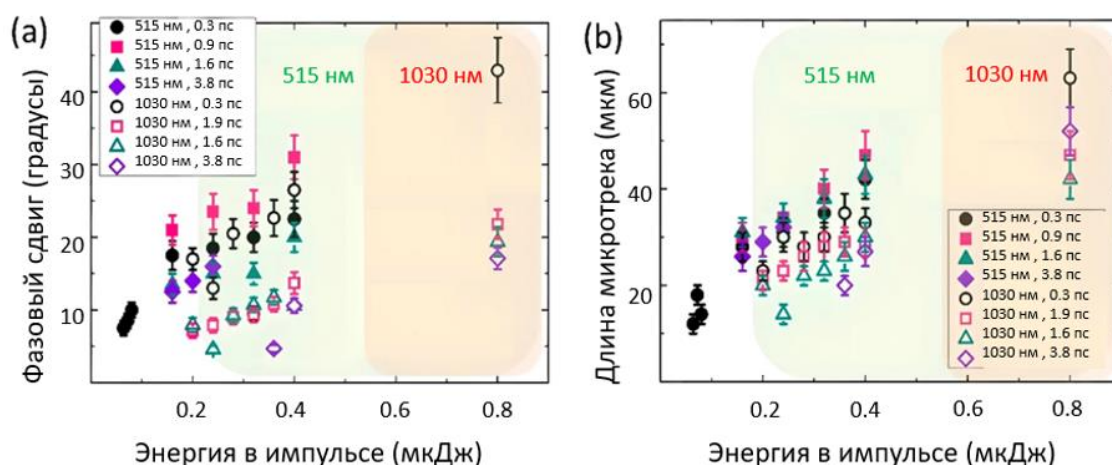 (a)
515 нм , 0.3 пс
515 нм , 0.9 пс
515 нм , 1.6 пс
515 нм , 3.8 пс
1030 нм , 0.3 пс
1030 нм , 1.9 пс
1030 нм , 1.6 пс
1030 нм , 3.8 пс
515 нм
1030 нм
Фазовый сдвиг (градусы)
40
30
20
10
0.2
0.4
0.6
0.8
Энергия в импульсе (мкДж)
(b)
515 нм
1030 нм
Длина микротрека (мкм)
60
40
20
515 нм , 0.3 пс
515 нм , 0.9 пс
515 нм , 1.6 пс
515 нм , 3.8 пс
1030 нм , 0.3 пс
1030 нм , 1.9 пс
1030 нм , 1.6 пс
1030 нм , 3.8 пс
0.2
0.4
0.6
0.8
Энергия в импульсе (мкДж)